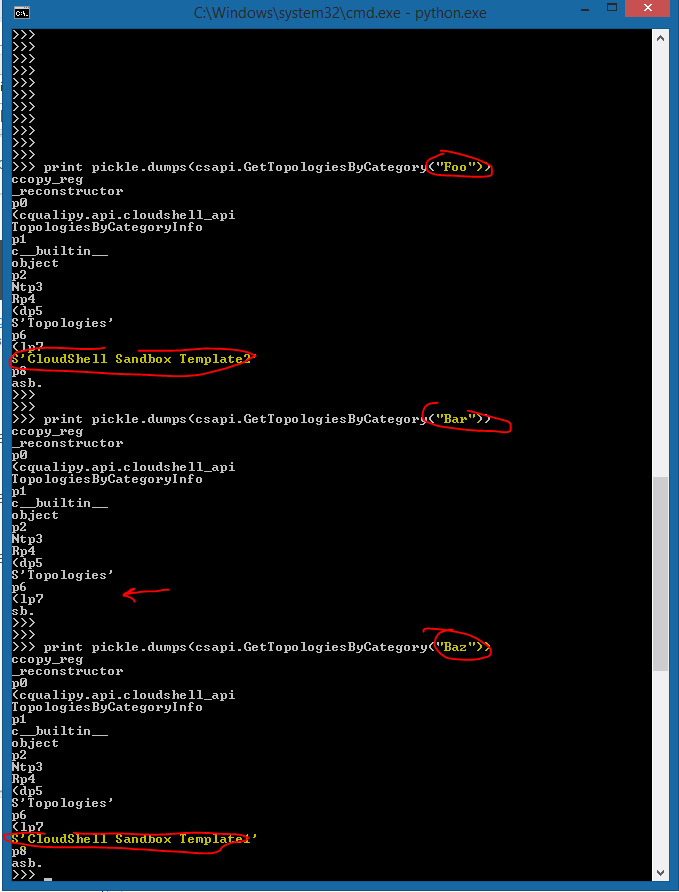 C:\Windows\system32\cmd.exe - python.exe
>>>
>>>
>>>
>>>
>>>
>>>
>>>
>>>
>>>
>>>
>>>
>>> print pickle.dumps(csapi.GetTopologiesByCategory("Foo"))
ccopy_reg
_reconstructor
p0
(cqualipy.api.cloudshell_api
TopologiesByCategoryInfo
p1
c__builtin__
object
p2
Ntp3
Rp4
(dp5
S'Topologies'
p6
(lp7
S'CloudShell Sandbox Template2'
p8
asb.
>>>
>>>
>>> print pickle.dumps(csapi.GetTopologiesByCategory("Bar"))
ccopy_reg
_reconstructor
p0
(cqualipy.api.cloudshell_api
TopologiesByCategoryInfo
p1
c__builtin__
object
p2
Ntp3
Rp4
(dp5
S'Topologies'
p6
(lp7
sb.
>>>
>>>
>>> print pickle.dumps(csapi.GetTopologiesByCategory("Baz"))
ccopy_reg
_reconstructor
p0
(cqualipy.api.cloudshell_api
TopologiesByCategoryInfo
p1
c__builtin__
object
p2
Ntp3
Rp4
(dp5
S'Topologies'
p6
(lp7
S'CloudShell Sandbox Template1'
p8
asb.
>>> _